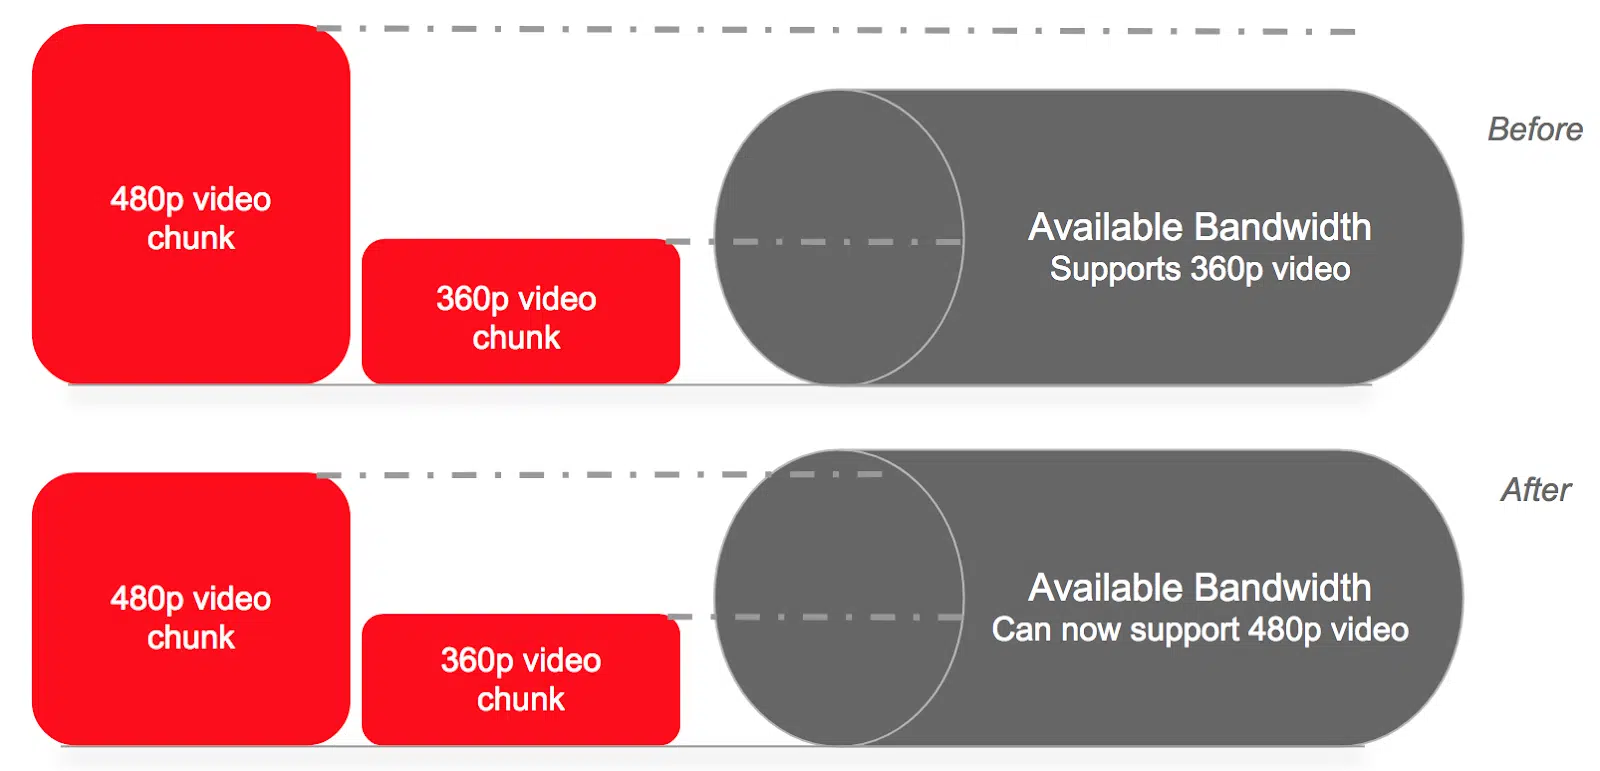 Before
480p video
chunk
360p video
chunk
Available Bandwidth
Supports 360p video
After
480p video
chunk
360p video
chunk
Available Bandwidth
Can now support 480p video